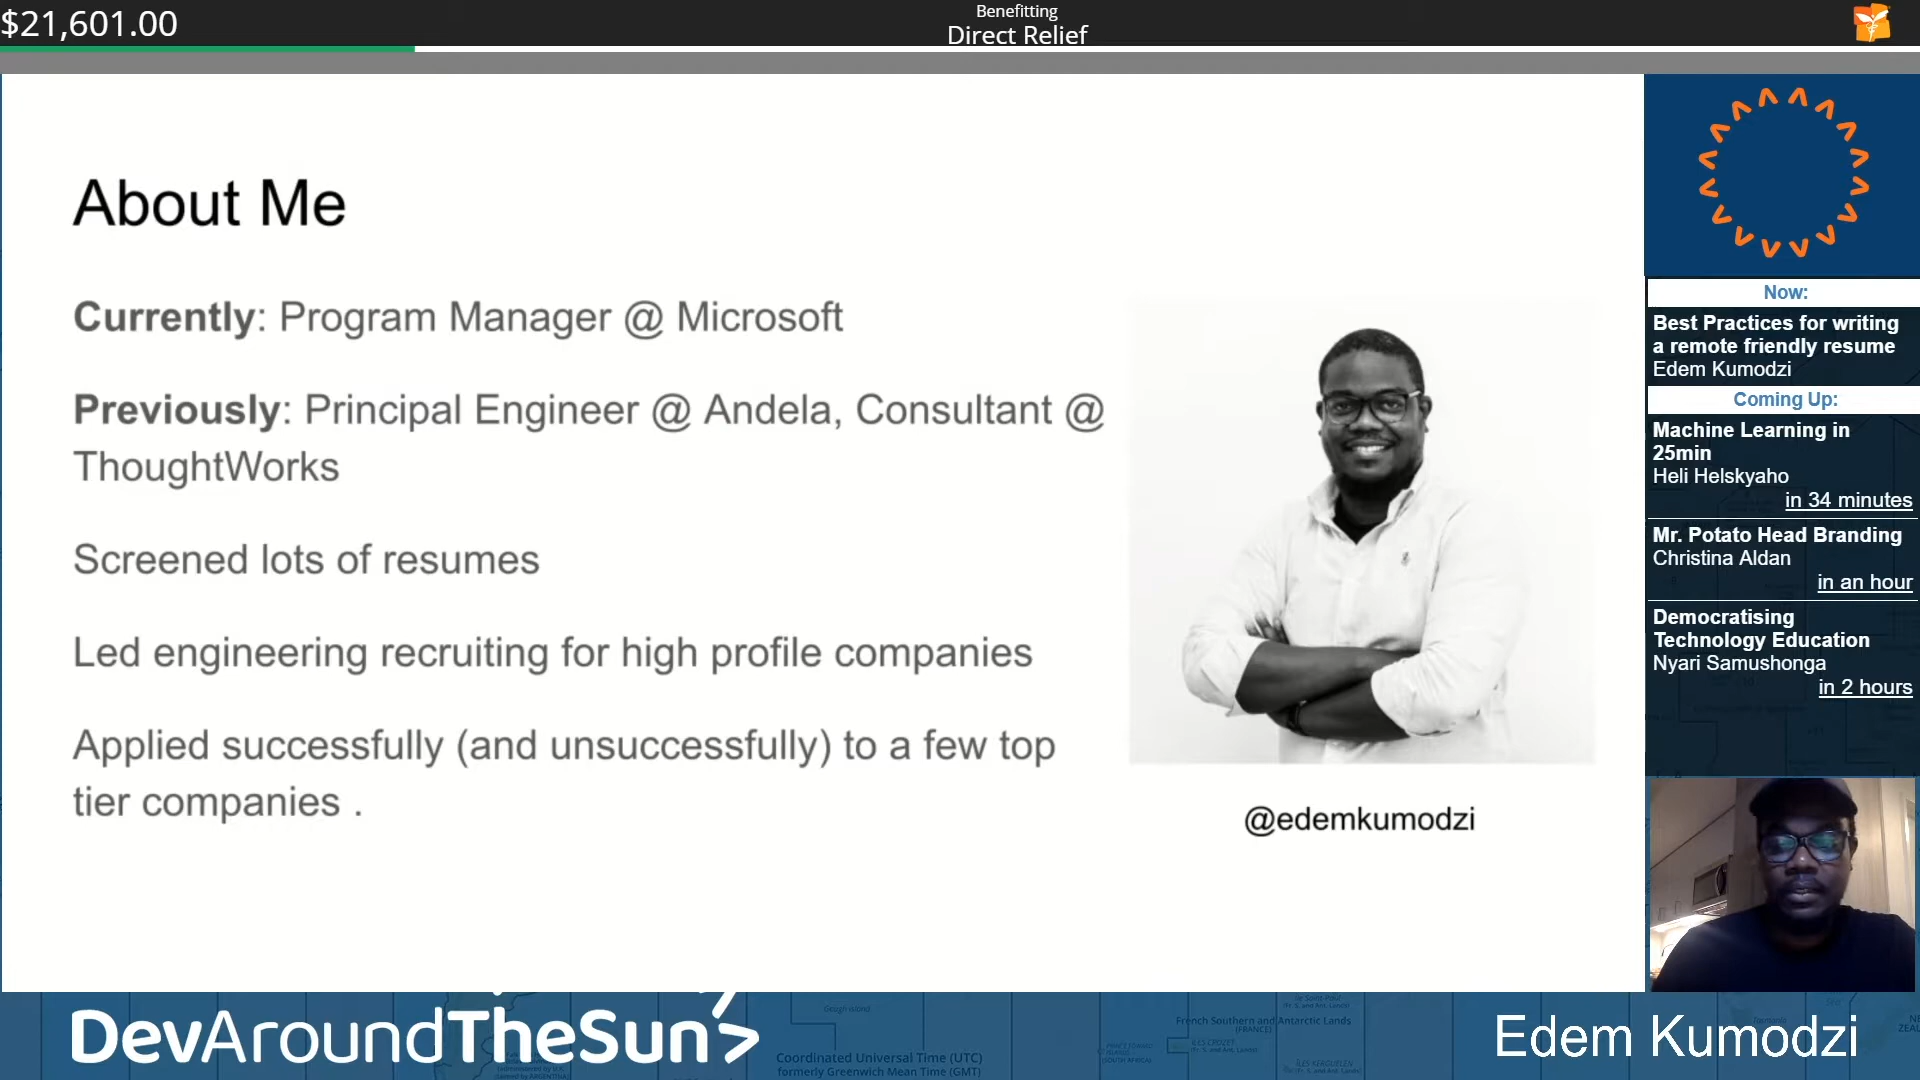 $21,601.00
Benefitting
Direct Relief
About Me
Currently: Program Manager @ Microsoft
Previously: Principal Engineer @ Andela, Consultant @
ThoughtWorks
Screened lots of resumes
Led engineering recruiting for high profile companies
Applied successfully (and unsuccessfully) to a few top
tier companies .
@edemkumodzi
Now:
Best Practices for writing
a remote friendly resume
Edem Kumodzi
Coming Up:
Machine Learning in
25min
Heli Helskyaho
in 34 minutes
Mr. Potato Head Branding
Christina Aldan
in an hour
Democratising
Technology Education
Nyari Samushonga
in 2 hours
DevAroundTheSun
Coordinated Universal Time (UTC)
formerly Greenwich Mean Time (GMT)
French Southern and Antarctic Lands
(FRANCE)
Edem Kumodzi